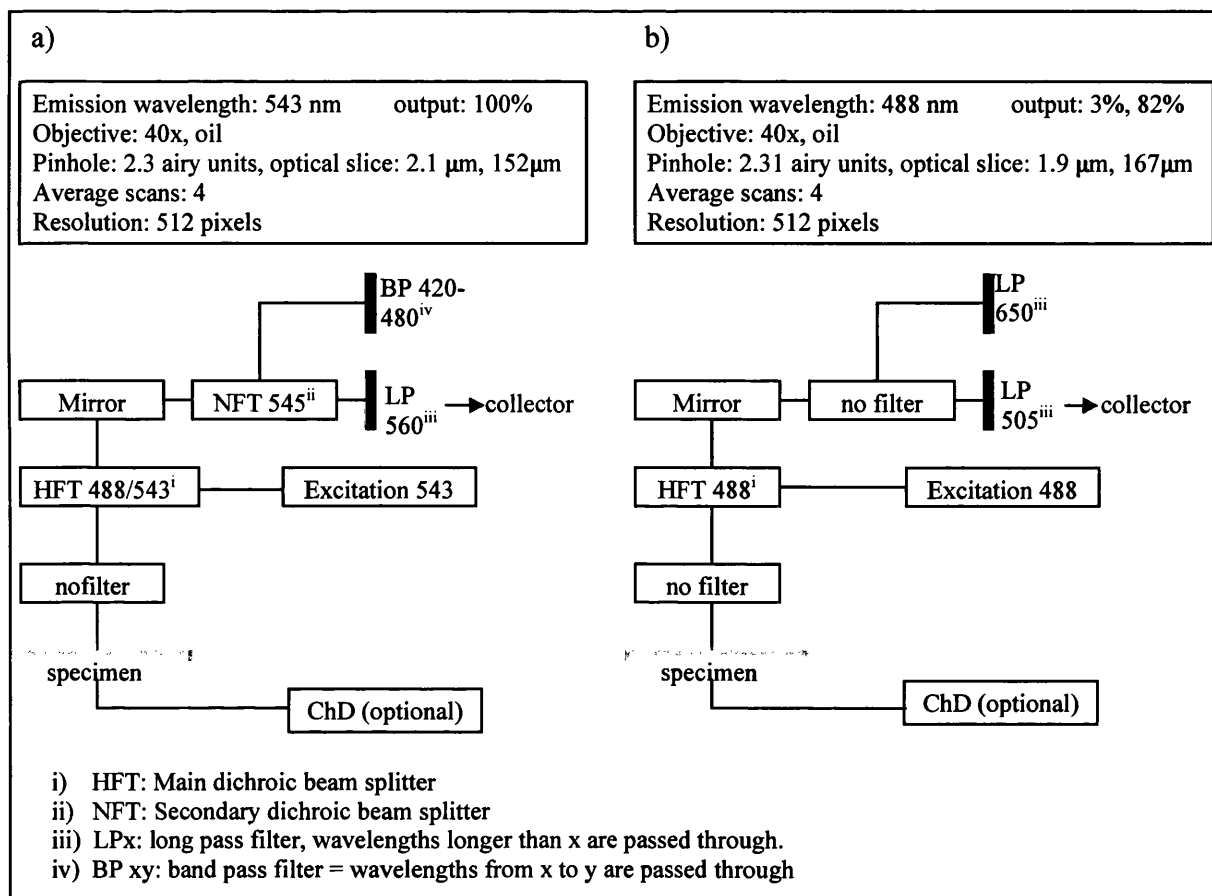 a)
Emission wavelength: 543 nm output: 100%
Objective: 40x, oil
Pinhole: 2.3 airy units, optical slice: 2.1 µm, 152µm
Average scans: 4
Resolution: 512 pixels
BP 420-
480iv
Mirror
NFT 545ii
LP
560iii
collector
HFT 488/543i
Excitation 543
nofilter
specimen
ChD (optional)
b)
Emission wavelength: 488 nm output: 3%, 82%
Objective: 40x, oil
Pinhole: 2.31 airy units, optical slice: 1.9 µm, 167µm
Average scans: 4
Resolution: 512 pixels
LP
650iii
Mirror
no filter
LP
505iii
collector
HFT 488i
Excitation 488
no filter
specimen
ChD (optional)
i) HFT: Main dichroic beam splitter
ii) NFT: Secondary dichroic beam splitter
iii) LPx: long pass filter, wavelengths longer than x are passed through.
iv) BP xy: band pass filter = wavelengths from x to y are passed through